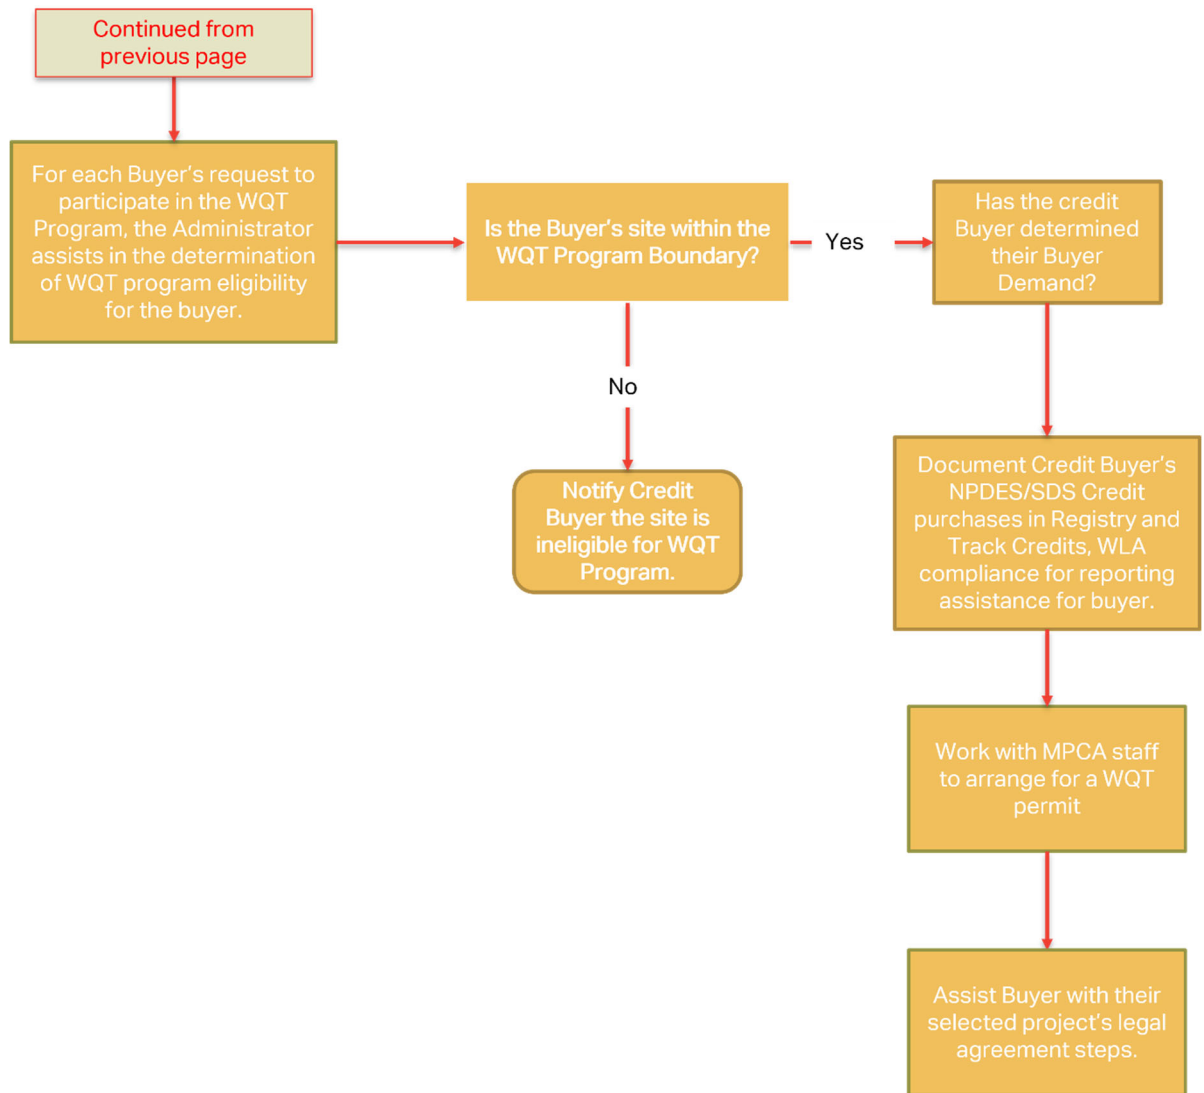 Continued from
previous page
For each Buyer's request to
participate in the WQT
Program, the Administrator
assists in the determination
of WQT program eligibility
for the buyer.
Is the Buyer's site within the
WQT Program Boundary?
Yes
Has the credit
Buyer determined
their Buyer
Demand?
No
Notify Credit
Buyer the site is
ineligible for WQT
Program.
Document Credit Buyer's
NPDES/SDS Credit
purchases in Registry and
Track Credits, WLA
compliance for reporting
assistance for buyer.
Work with MPCA staff
to arrange for a WQT
permit
Assist Buyer with their
selected project's legal
agreement steps.